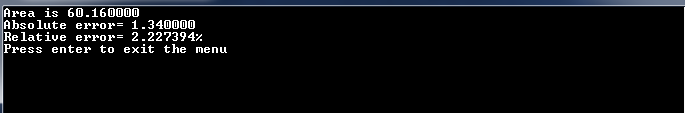 Area is 60.160000
Absolute error= 1.340000
Relative error= 2.227394%
Press enter to exit the menu